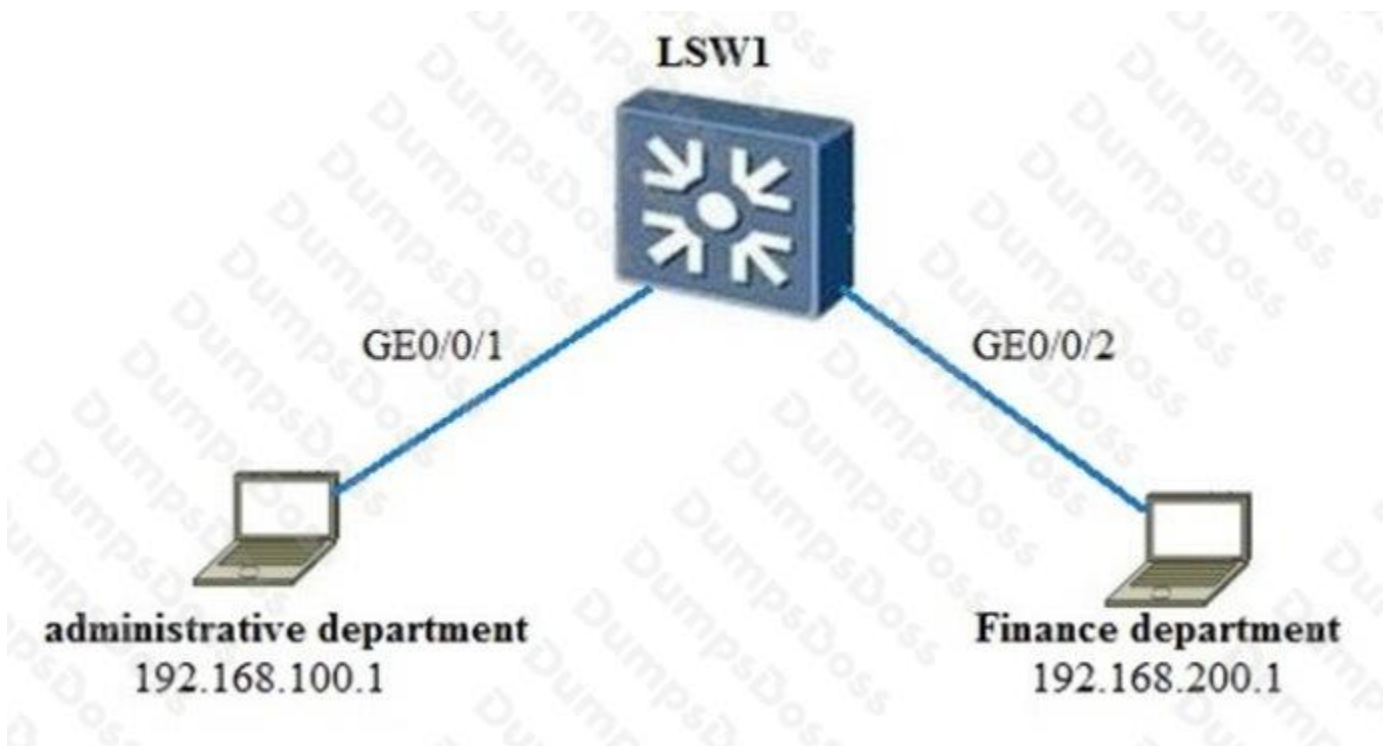 LSW1
GE0/0/1
GE0/0/2
administrative department
192.168.100.1
Finance department
192.168.200.1
DumpsDoss